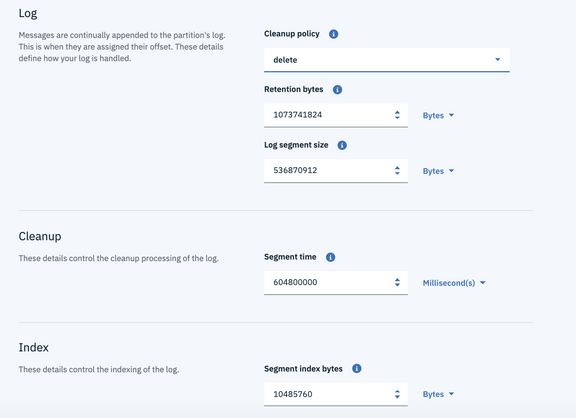 Log
Messages are continually appended to the partition's log.
This is when they are assigned their offset. These details
define how your log is handled.
Cleanup policy
delete
Retention bytes
1073741824
Bytes
Log segment size
536870912
Bytes
Cleanup
These details control the cleanup processing of the log.
Segment time
604800000
Millisecond(s)
Index
These details control the indexing of the log.
Segment index bytes
10485760
Bytes